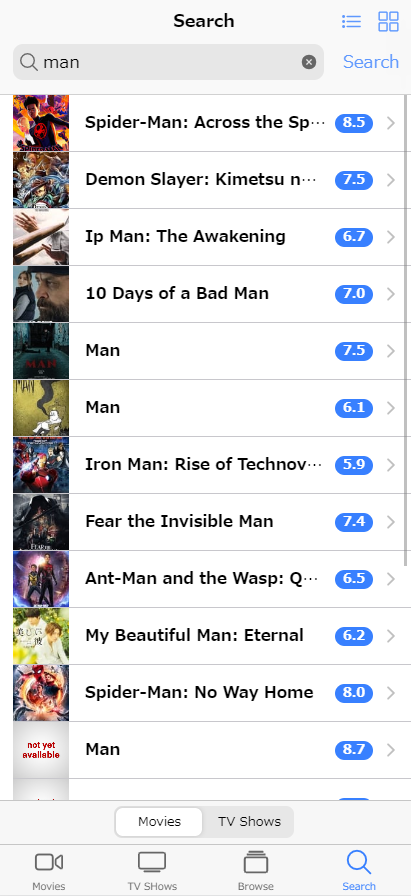 Search
man
Search
Spider-Man: Across the Sp···
8.5
Demon Slayer: Kimetsu n···
7.5
Ip Man: The Awakening
6.7
10 Days of a Bad Man
7.0
Man
7.5
MAN
Man
6.1
MAN
Iron Man: Rise of Technov···
5.9
Fear the Invisible Man
7.4
Ant-Man and the Wasp: Q···
6.5
My Beautiful Man: Eternal
6.2
Spider-Man: No Way Home
8.0
not yet
available
Man
8.7
Movies
TV Shows
Movies
TV SHows
Browse
Search